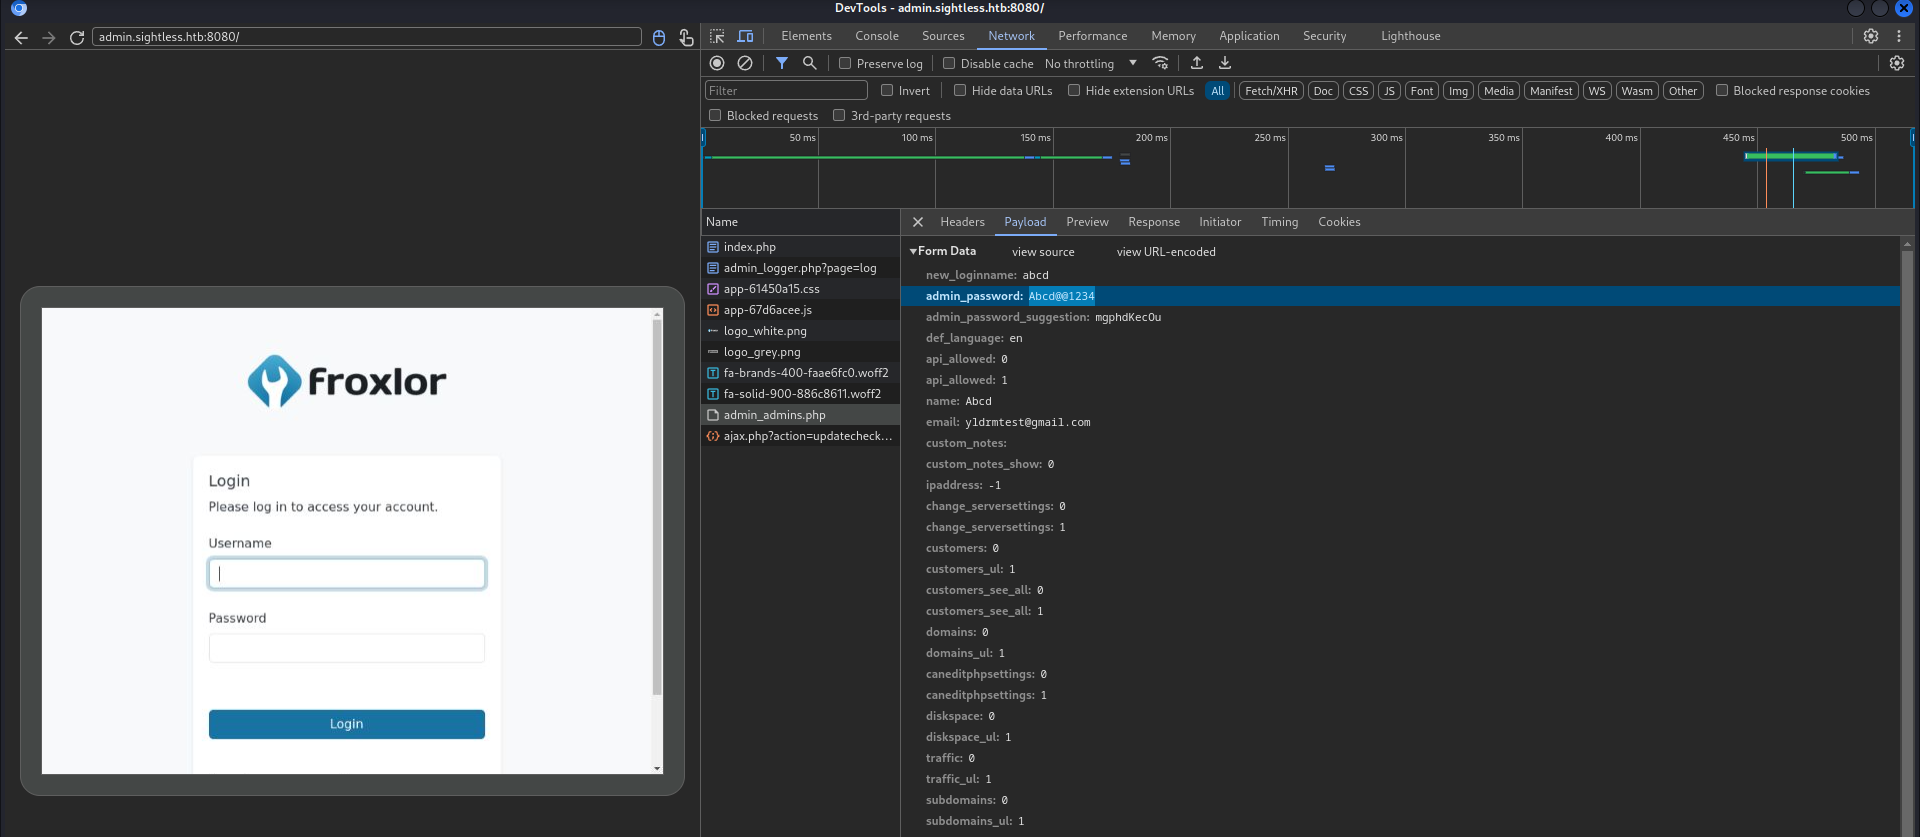 DevTools - admin.sightless.htb:8080/
admin.sightless.htb:8080/
Elements Console Sources Network Performance Memory Application Security Lighthouse
Preserve log Disable cache No throttling
Filter Invert Hide data URLs Hide extension URLs All Fetch/XHR Doc CSS JS Font Img Media Manifest WS Wasm Other Blocked response cookies
Blocked requests 3rd-party requests
50 ms 100 ms 150 ms 200 ms 250 ms 300 ms 350 ms 400 ms 450 ms 500 ms
Name
index.php
admin_logger.php?page=log
app-61450a15.css
app-67d6acee.js
logo_white.png
logo_grey.png
fa-brands-400-faae6fc0.woff2
fa-solid-900-886c8611.woff2
admin_admins.php
ajax.php?action=updatecheck...
Headers Payload Preview Response Initiator Timing Cookies
Form Data view source view URL-encoded
new_loginname: abcd
admin_password: Abcd@@1234
admin_password_suggestion: mgphdKecOu
def_language: en
api_allowed: 0
api_allowed: 1
name: Abcd
email: yldrmtest@gmail.com
custom_notes:
custom_notes_show: 0
ipaddress: -1
change_serversettings: 0
change_serversettings: 1
customers: 0
customers_ul: 1
customers_see_all: 0
customers_see_all: 1
domains: 0
domains_ul: 1
caneditphpsettings: 0
caneditphpsettings: 1
diskspace: 0
diskspace_ul: 1
traffic: 0
traffic_ul: 1
subdomains: 0
subdomains_ul: 1
froxlor
Login
Please log in to access your account.
Username
Password
Login